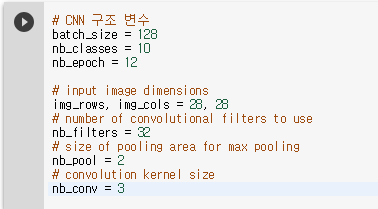 # CNN 구조 변수
batch_size = 128
nb_classes = 10
nb_epoch = 12
# input image dimensions
img_rows, img_cols = 28, 28
# number of convolutional filters to use
nb_filters = 32
# size of pooling area for max pooling
nb_pool = 2
# convolution kernel size
nb_conv = 3